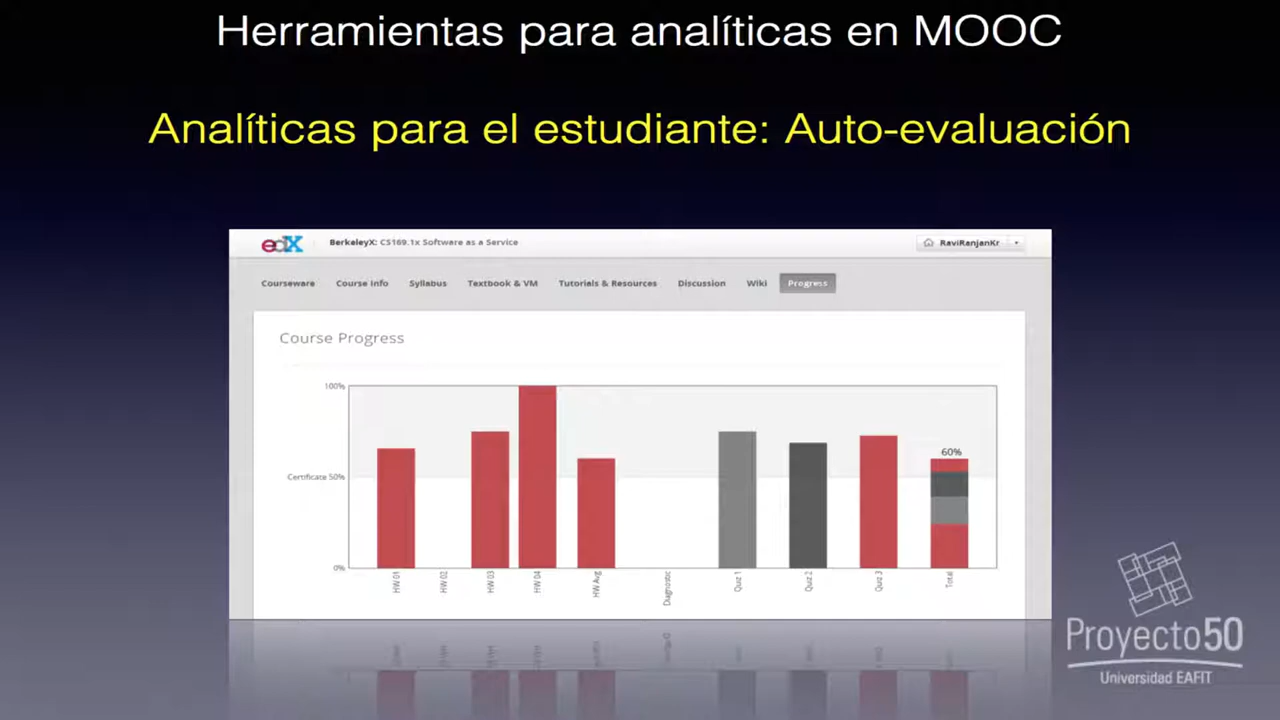 Herramientas para analíticas en MOOC
Analíticas para el estudiante: Auto-evaluación
edX BerkeleyX: CS169.1x Software as a Service RaviRanjanKr
Courseware Course Info Syllabus Textbook & VM Tutorials & Resources Discussion Wiki Progress
Course Progress
100%
60%
Certificate 50%
0%
HW 01 HW 02 HW 03 HW 04 HW Avg Diagnostic Quiz 1 Quiz 2 Quiz 3 Total
Proyecto50
Universidad EAFIT